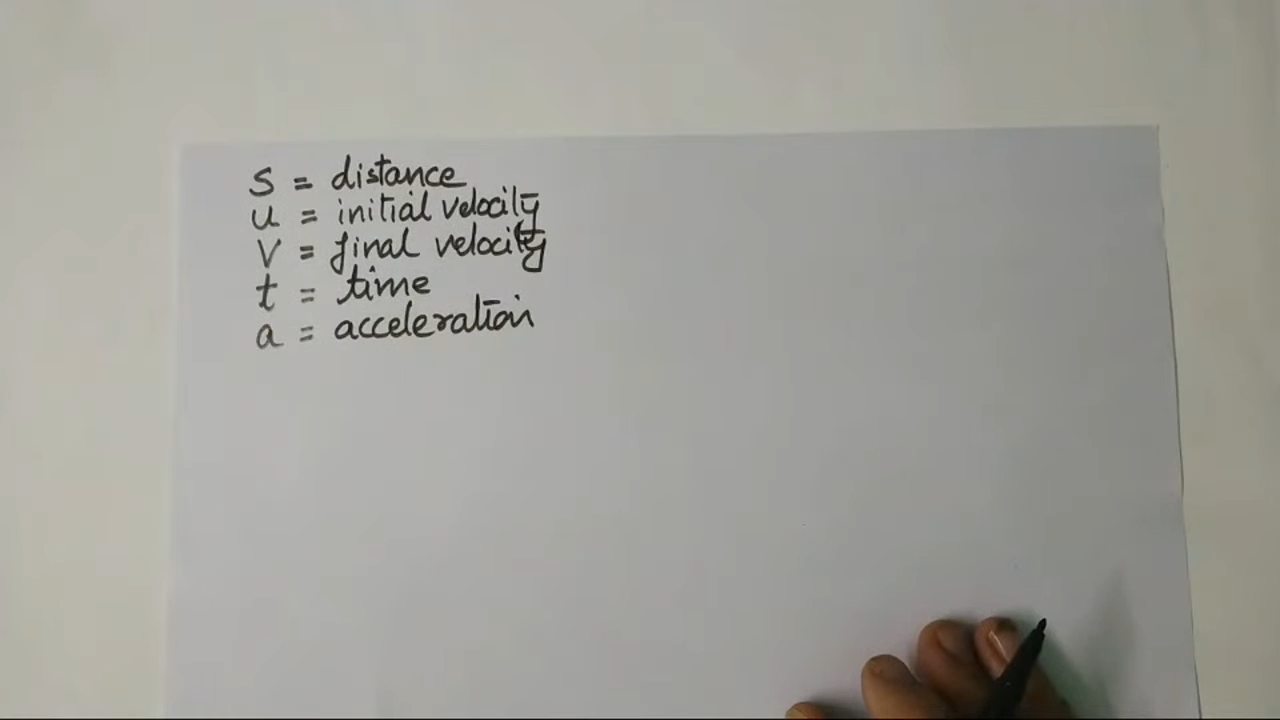 s = distance
u = initial velocity
v = final velocity
t = time
a = acceleration